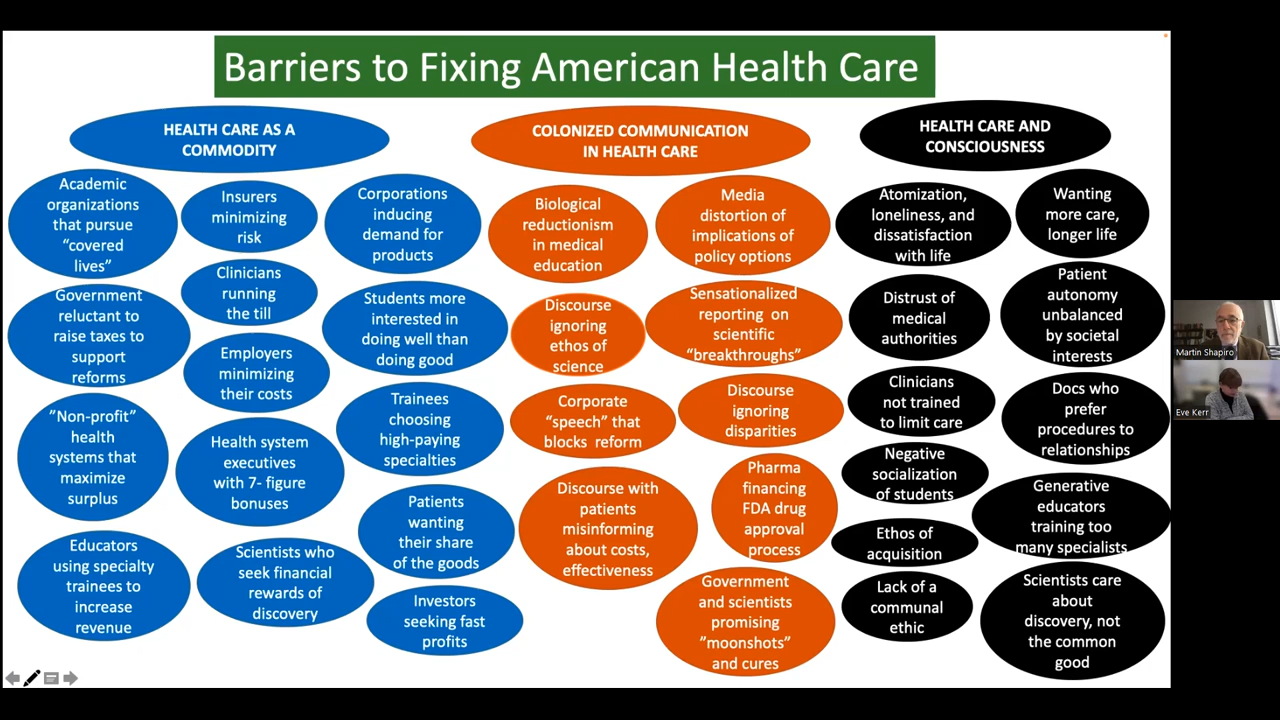 Barriers to Fixing American Health Care
HEALTH CARE AS A
COMMODITY
Academic
organizations
that pursue
“covered
lives”
Government
reluctant to
raise taxes to
support
reforms
”Non-profit”
health
systems that
maximize
surplus
Educators
using specialty
trainees to
increase
revenue
Insurers
minimizing
risk
Clinicians
running
the till
Employers
minimizing
their costs
Health system
executives
with 7- figure
bonuses
Scientists who
seek financial
rewards of
discovery
Corporations
inducing
demand for
products
Students more
interested in
doing well than
doing good
Trainees
choosing
high-paying
specialties
Patients
wanting
their share
of the goods
Investors
seeking fast
profits
COLONIZED COMMUNICATION
IN HEALTH CARE
Biological
reductionism
in medical
education
Discourse
ignoring
ethos of
science
Corporate
“speech” that
blocks reform
Discourse with
patients
misinforming
about costs,
effectiveness
Media
distortion of
implications of
policy options
Sensationalized
reporting on
scientific
“breakthroughs”
Discourse
ignoring
disparities
Pharma
financing
FDA drug
approval
process
Government
and scientists
promising
”moonshots”
and cures
HEALTH CARE AND
CONSCIOUSNESS
Atomization,
loneliness, and
dissatisfaction
with life
Distrust of
medical
authorities
Clinicians
not trained
to limit care
Negative
socialization
of students
Ethos of
acquisition
Lack of a
communal
ethic
Wanting
more care,
longer life
Patient
autonomy
unbalanced
by societal
interests
Docs who
prefer
procedures to
relationships
Generative
educators
training too
many specialists
Scientists care
about
discovery, not
the common
good
Martin Shapiro
Eve Kerr